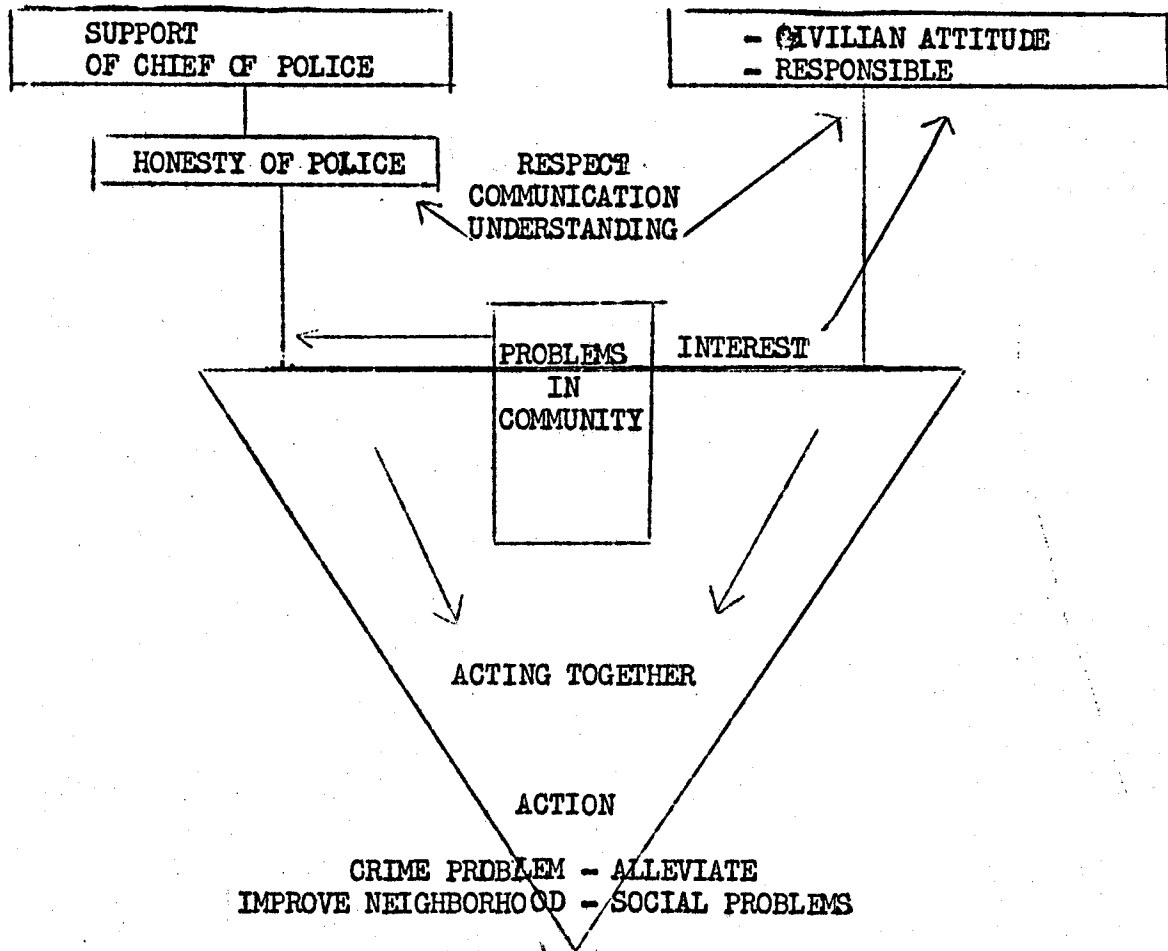 SUPPORT
OF CHIEF OF POLICE
- CIVILIAN ATTITUDE
- RESPONSIBLE
HONESTY OF POLICE
RESPECT
COMMUNICATION
UNDERSTANDING
PROBLEMS
IN
COMMUNITY
INTEREST
ACTING TOGETHER
ACTION
CRIME PROBLEM - ALLEVIATE
IMPROVE NEIGHBORHOOD - SOCIAL PROBLEMS